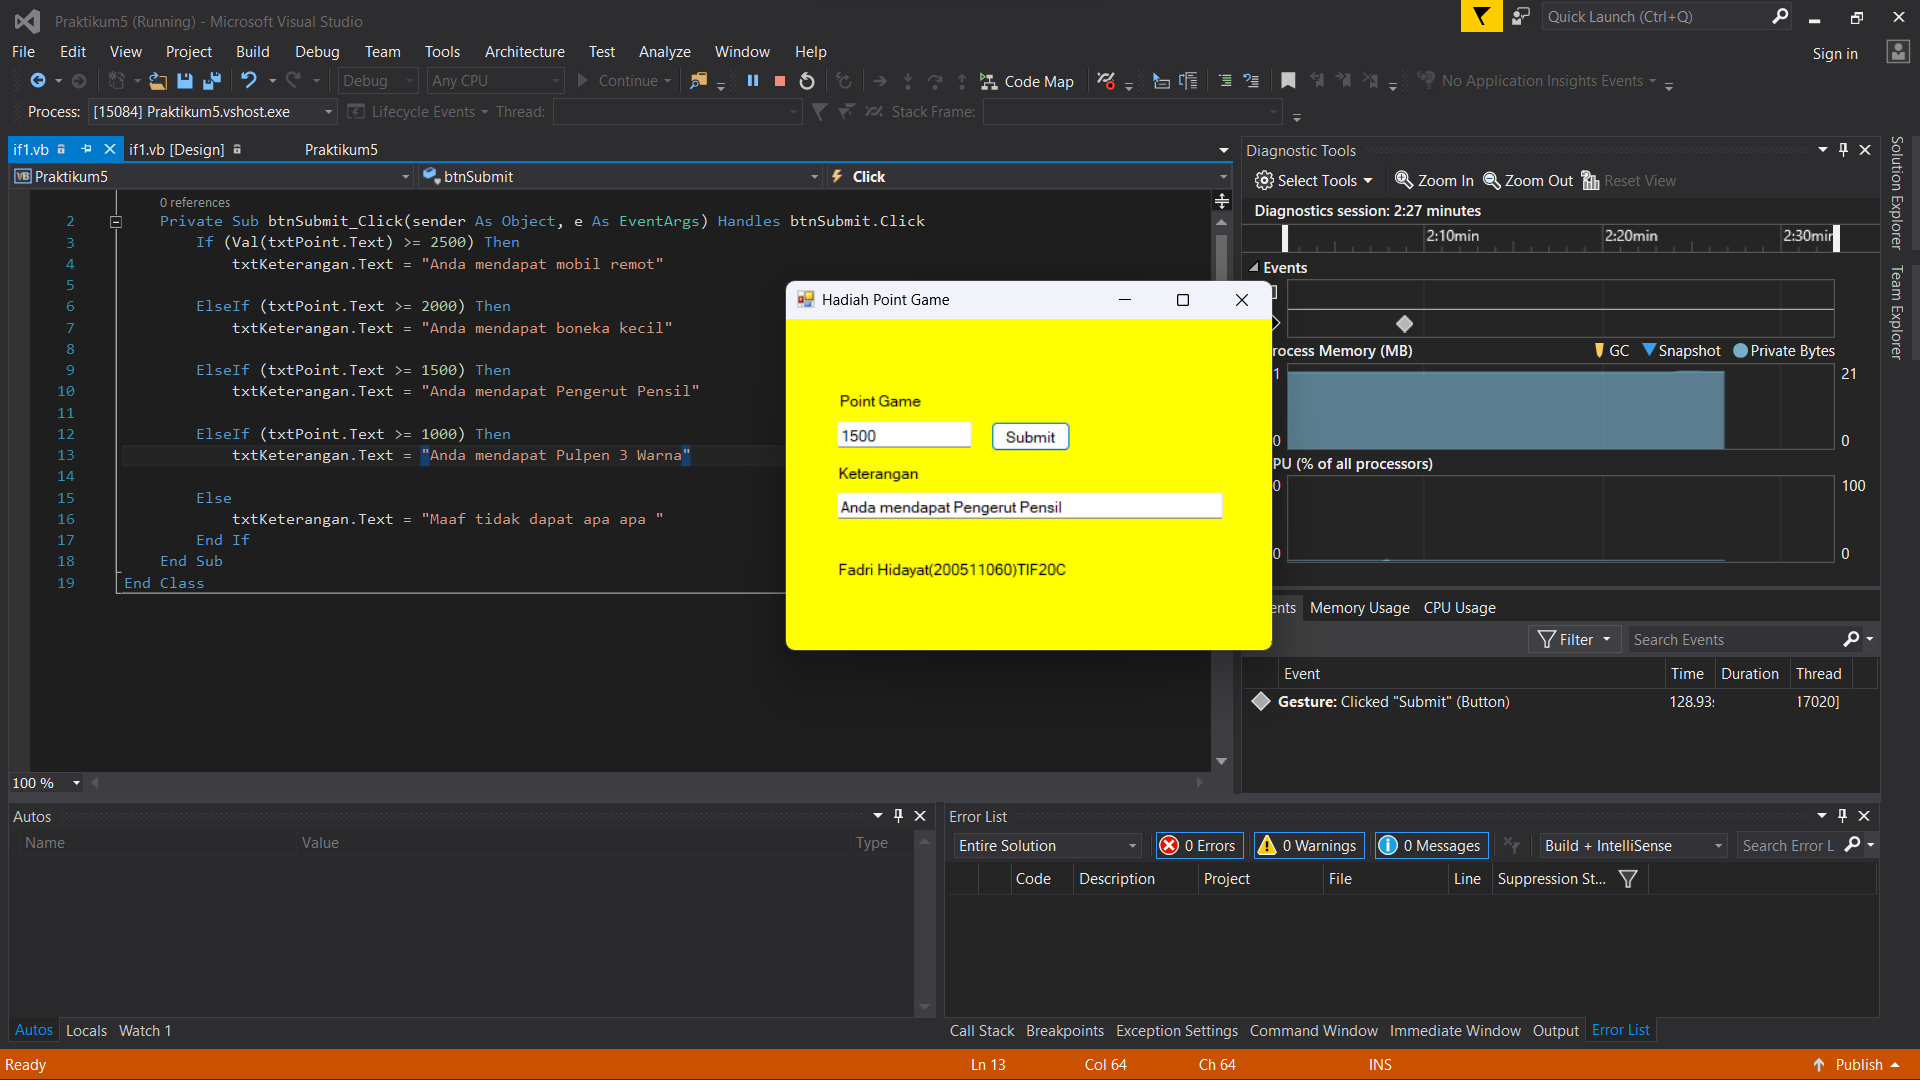 Praktikum5 (Running) - Microsoft Visual Studio
Quick Launch (Ctrl+Q)
File Edit View Project Build Debug Team Tools Architecture Test Analyze Window Help
Sign in
Debug Any CPU Continue Code Map No Application Insights Events
Process: [15084] Praktikum5.vshost.exe Lifecycle Events Thread: Stack Frame:
if1.vb if1.vb [Design] Praktikum5
VB Praktikum5 btnSubmit Click
0 references
2 Private Sub btnSubmit_Click(sender As Object, e As EventArgs) Handles btnSubmit.Click
3 If (Val(txtPoint.Text) >= 2500) Then
4 txtKeterangan.Text = "Anda mendapat mobil remot"
5
6 ElseIf (txtPoint.Text >= 2000) Then
7 txtKeterangan.Text = "Anda mendapat boneka kecil"
8
9 ElseIf (txtPoint.Text >= 1500) Then
10 txtKeterangan.Text = "Anda mendapat Pengerut Pensil"
11
12 ElseIf (txtPoint.Text >= 1000) Then
13 txtKeterangan.Text = "Anda mendapat Pulpen 3 Warna"
14
15 Else
16 txtKeterangan.Text = "Maaf tidak dapat apa apa "
17 End If
18 End Sub
19 End Class
100 %
Hadiah Point Game
Point Game
1500 Submit
Keterangan
Anda mendapat Pengerut Pensil
Fadri Hidayat(200511060)TIF20C
Diagnostic Tools
Select Tools Zoom In Zoom Out Reset View
Diagnostics session: 2:27 minutes
2:10min 2:20min 2:30min
Events
rocess Memory (MB) GC Snapshot Private Bytes
1 21
0 0
PU (% of all processors)
0 100
0 0
ents Memory Usage CPU Usage
Filter Search Events
Event Time Duration Thread
Gesture: Clicked "Submit" (Button) 128.93s 17020]
Solution Explorer
Team Explorer
Autos
Name Value Type
Autos Locals Watch 1
Error List
Entire Solution 0 Errors 0 Warnings 0 Messages Build + IntelliSense Search Error L
Code Description Project File Line Suppression St...
Call Stack Breakpoints Exception Settings Command Window Immediate Window Output Error List
Ready Ln 13 Col 64 Ch 64 INS Publish